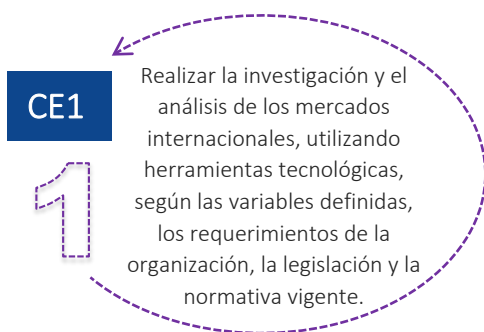 CE1
1
Realizar la investigación y el
análisis de los mercados
internacionales, utilizando
herramientas tecnológicas,
según las variables definidas,
los requerimientos de la
organización, la legislación y la
normativa vigente.